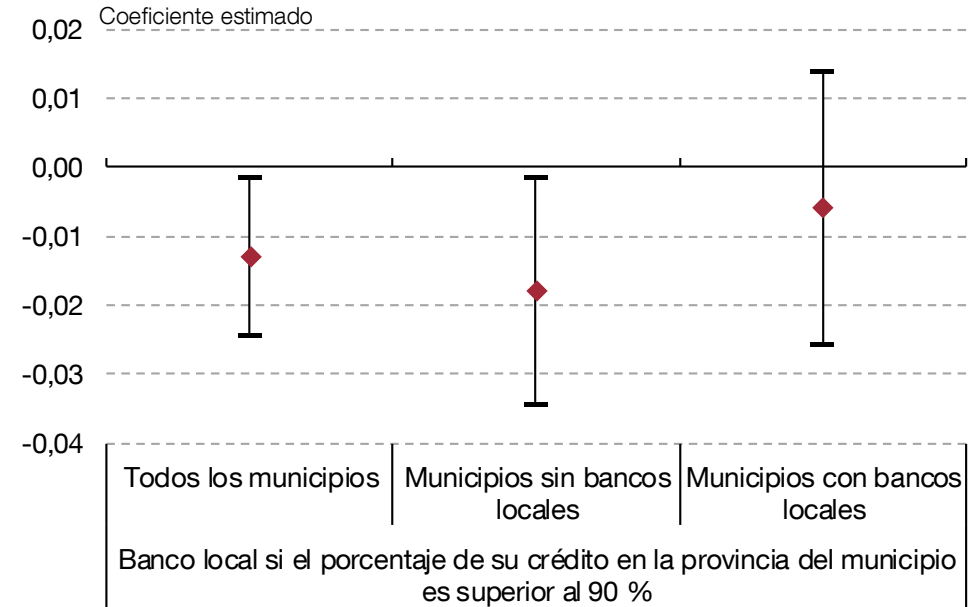 Coeficiente estimado
0,02
0,01
0,00
-0,01
-0,02
-0,03
-0,04
Todos los municipios
Municipios sin bancos
locales
Municipios con bancos
locales
Banco local si el porcentaje de su crédito en la provincia del municipio
es superior al 90 %